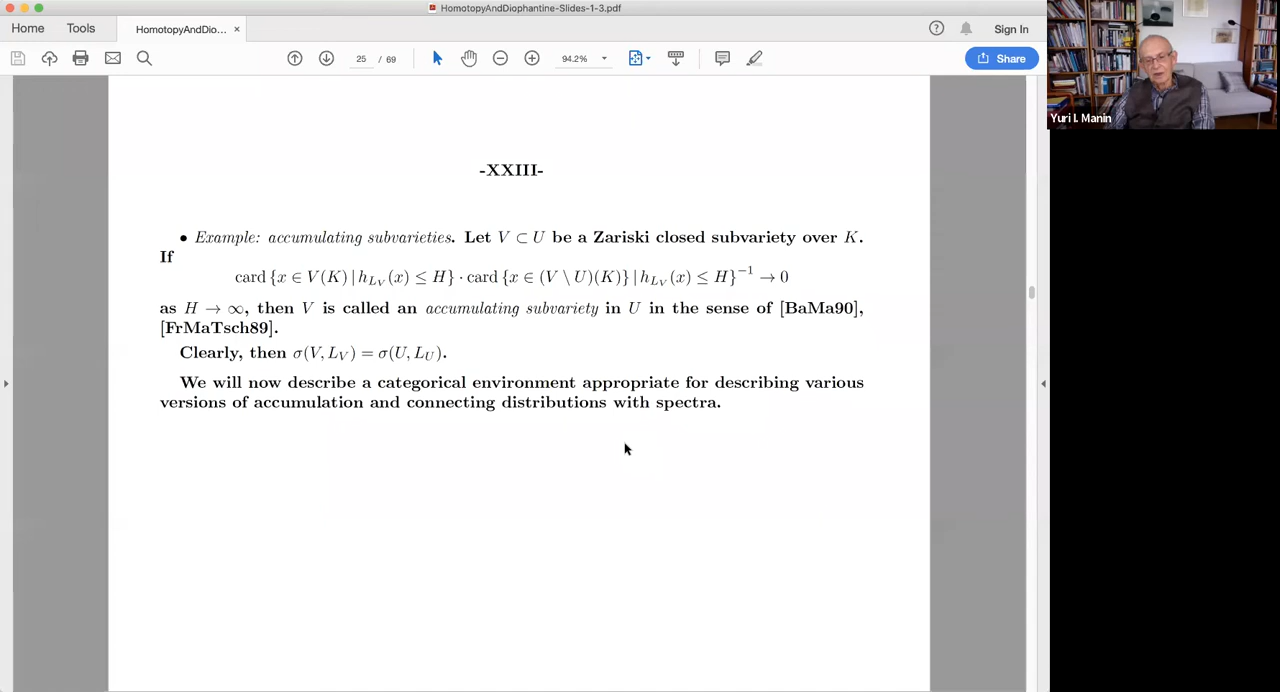 HomotopyAndDiophantine-Slides-1-3.pdf
Home Tools HomotopyAndDio... × Sign In
25 / 69 94.2% Share
Yuri I. Manin
-XXIII-
• Example: accumulating subvarieties. Let V ⊂ U be a Zariski closed subvariety over K.
If
card {x ∈ V(K) | h_{L_V}(x) ≤ H} · card {x ∈ (V \ U)(K)} | h_{L_V}(x) ≤ H}^{-1} → 0
as H → ∞, then V is called an accumulating subvariety in U in the sense of [BaMa90],
[FrMaTsch89].
Clearly, then σ(V, L_V) = σ(U, L_U).
We will now describe a categorical environment appropriate for describing various
versions of accumulation and connecting distributions with spectra.